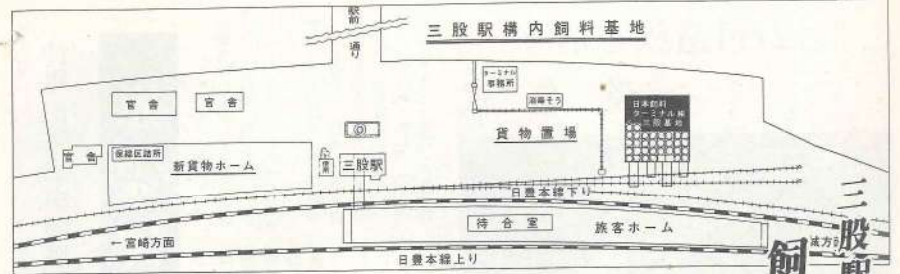 三股駅構内飼料基地
駅前
通り
官舎
官舎
ターミナル
事務所
消毒そう
日本飼料
ターミナル㈱
三股基地
貨物置場
官舎
保線区詰所
新貨物ホーム
便所
三股駅
日豊本線下り
待合室
旅客ホーム
←宮崎方面
日豊本線上り
城方面
三股駅
飼